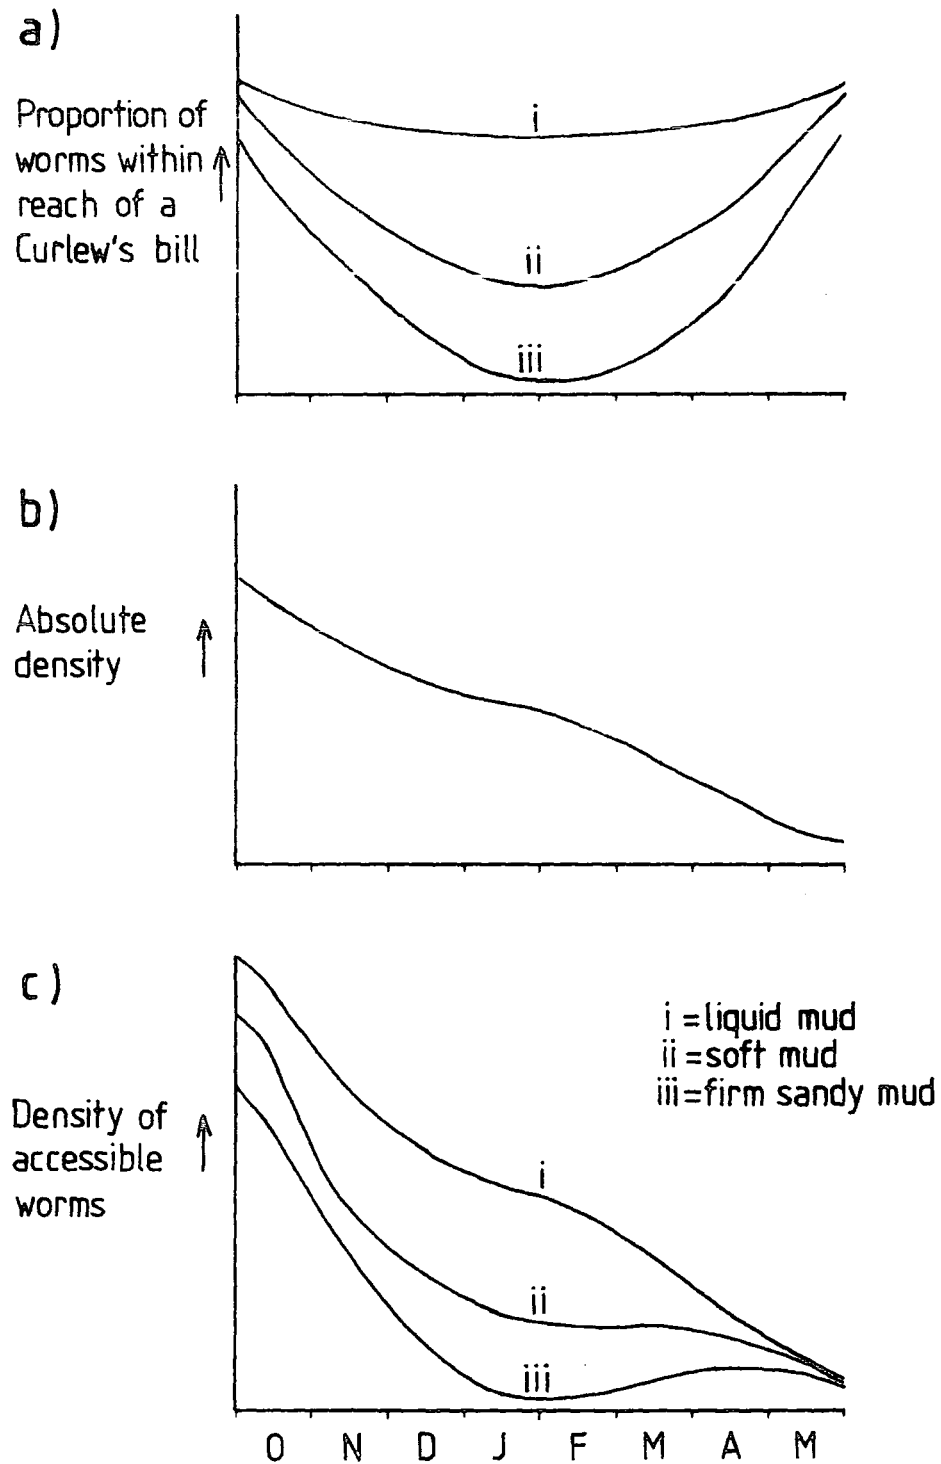 a)
Proportion of
worms within
reach of a
Curlew's bill
i
ii
iii
b)
Absolute
density
c)
Density of
accessible
worms
i = liquid mud
ii = soft mud
iii = firm sandy mud
i
ii
iii
O N D J F M A M